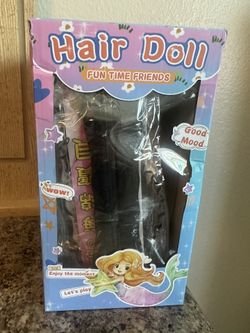 Hair Doll
FUN TIME FRIENDS
Good
Mood
WOW!
Enjoy the moment
Let's play